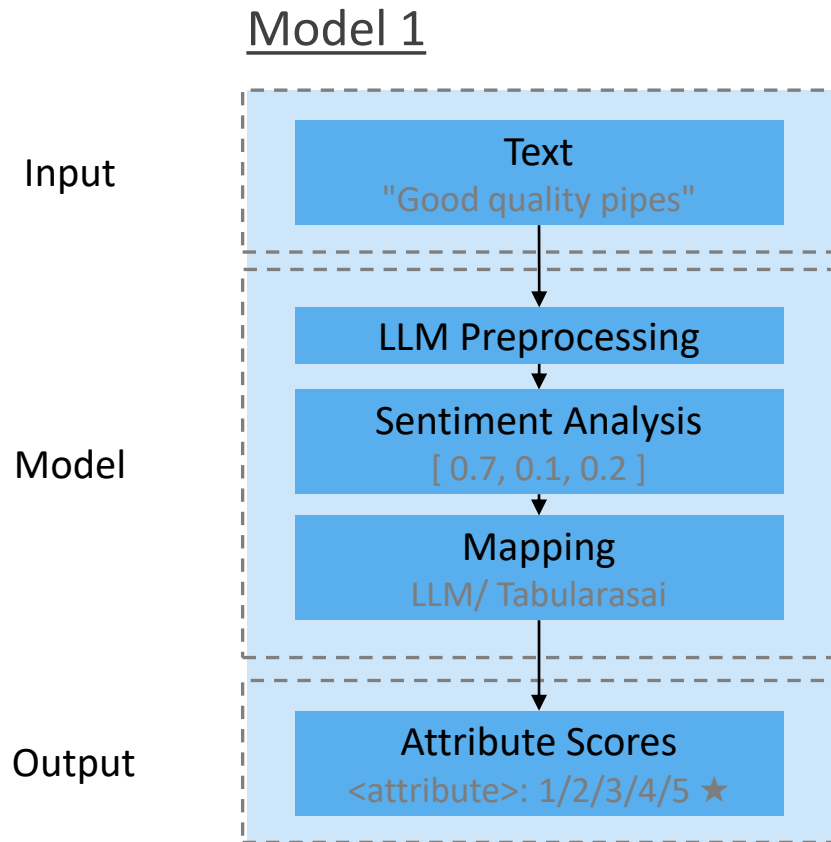 Model 1
Input
Text
"Good quality pipes"
LLM Preprocessing
Sentiment Analysis
[ 0.7, 0.1, 0.2 ]
Model
Mapping
LLM/ Tabularasai
Output
Attribute Scores
<attribute>: 1/2/3/4/5 ★